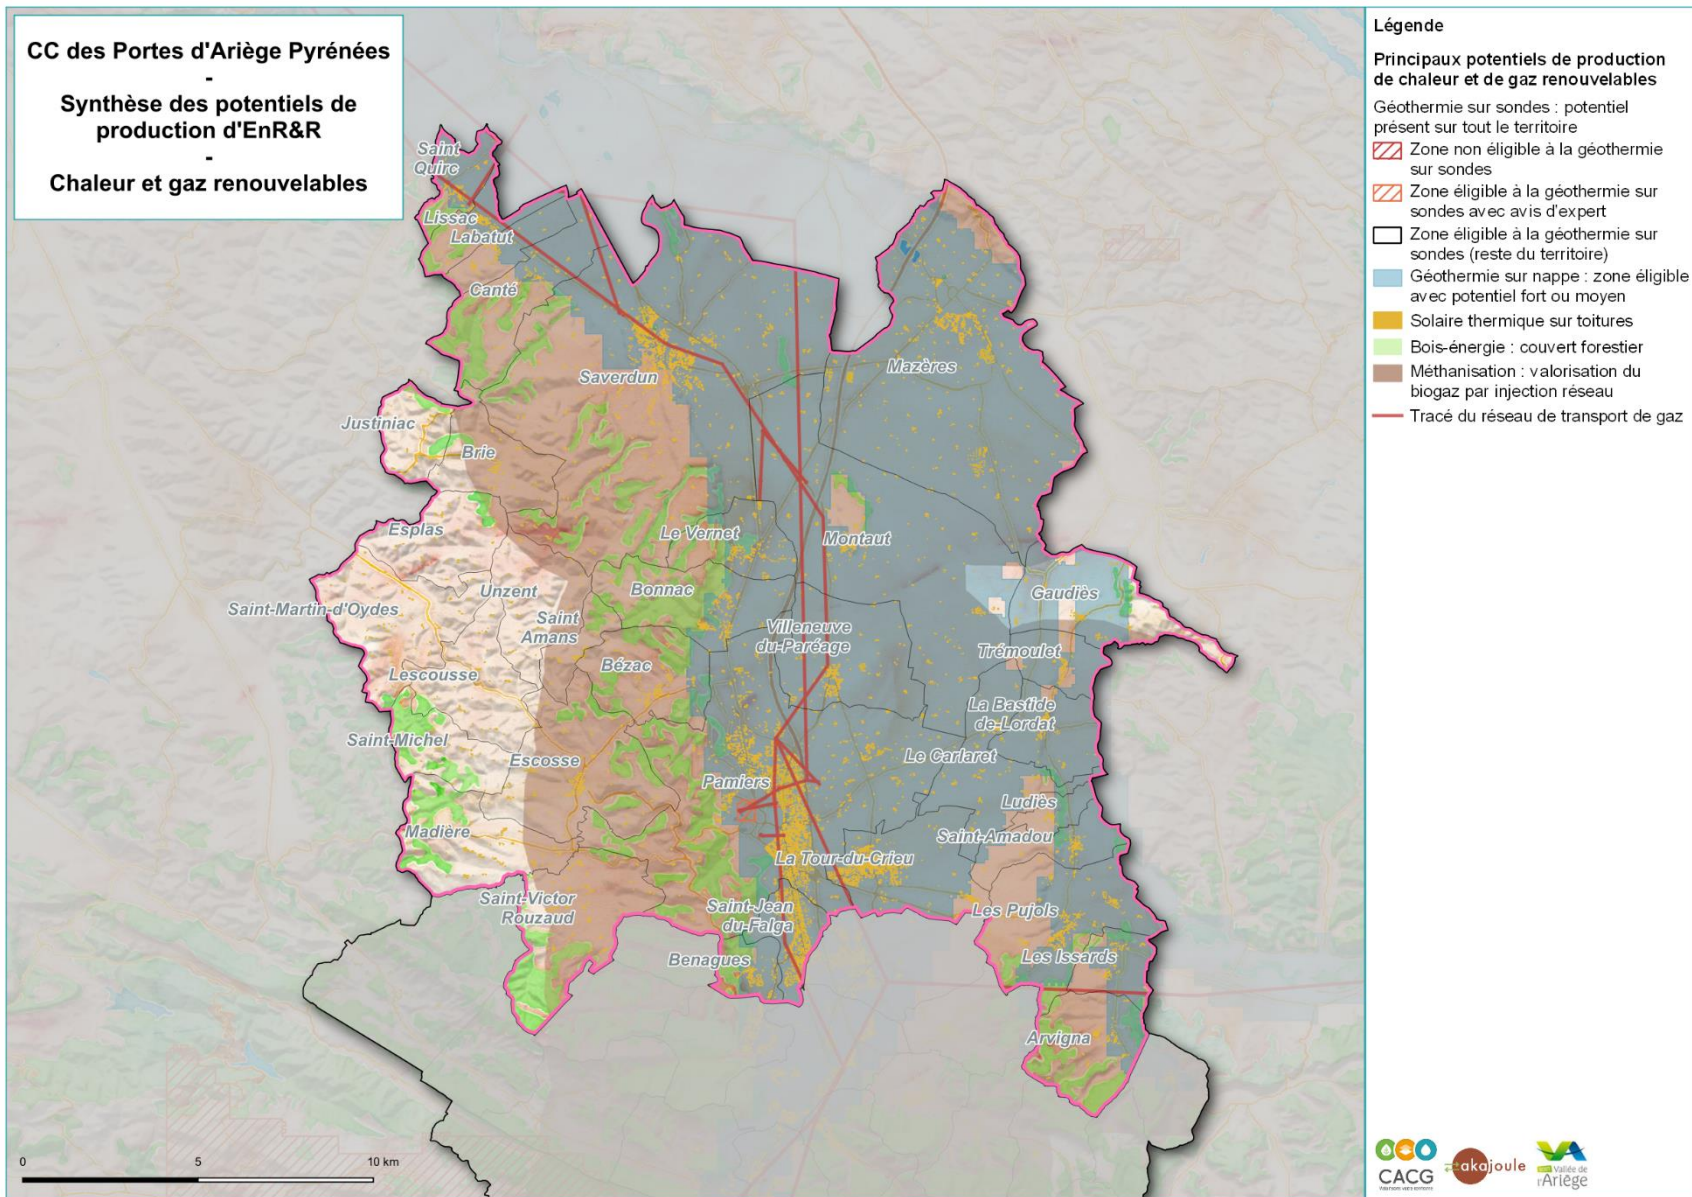 CC des Portes d'Ariège Pyrénées
-
Synthèse des potentiels de
production d'EnR&R
-
Chaleur et gaz renouvelables
Légende
Principaux potentiels de production
de chaleur et de gaz renouvelables
Géothermie sur sondes : potentiel
présent sur tout le territoire
Zone non éligible à la géothermie
sur sondes
Zone éligible à la géothermie sur
sondes avec avis d'expert
Zone éligible à la géothermie sur
sondes (reste du territoire)
Géothermie sur nappe : zone éligible
avec potentiel fort ou moyen
Solaire thermique sur toitures
Bois-énergie : couvert forestier
Méthanisation : valorisation du
biogaz par injection réseau
Tracé du réseau de transport de gaz
Saint
Quirc
Lissac
Labatut
Canté
Saverdun
Mazères
Justiniac
Brie
Esplas
Le Vernet
Montaut
Unzent
Bonnac
Gaudiès
Saint-Martin-d'Oydes
Saint
Amans
Villeneuve
du-Paréage
Trémoulet
Bézac
Lescousse
La Bastide
de-Lordat
Saint-Michel
Escosse
Le Carlaret
Pamiers
Ludiès
Madière
Saint-Amadou
La Tour-du-Crieu
Saint-Victor
Rouzaud
Saint-Jean
du-Falga
Les Pujols
Benagues
Les Issards
Arvigna
0 5 10 km
CACG
akajoule
Vallée de
l'Ariège